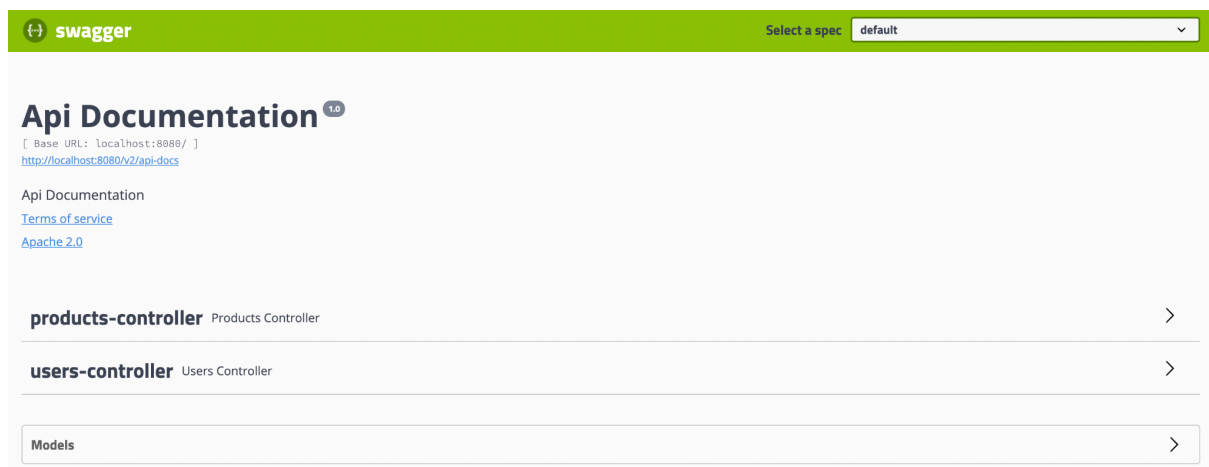 {··} swagger Select a spec default
Api Documentation 1.0
[ Base URL: localhost:8080/ ]
http://localhost:8080/v2/api-docs
Api Documentation
Terms of service
Apache 2.0
products-controller Products Controller
users-controller Users Controller
Models